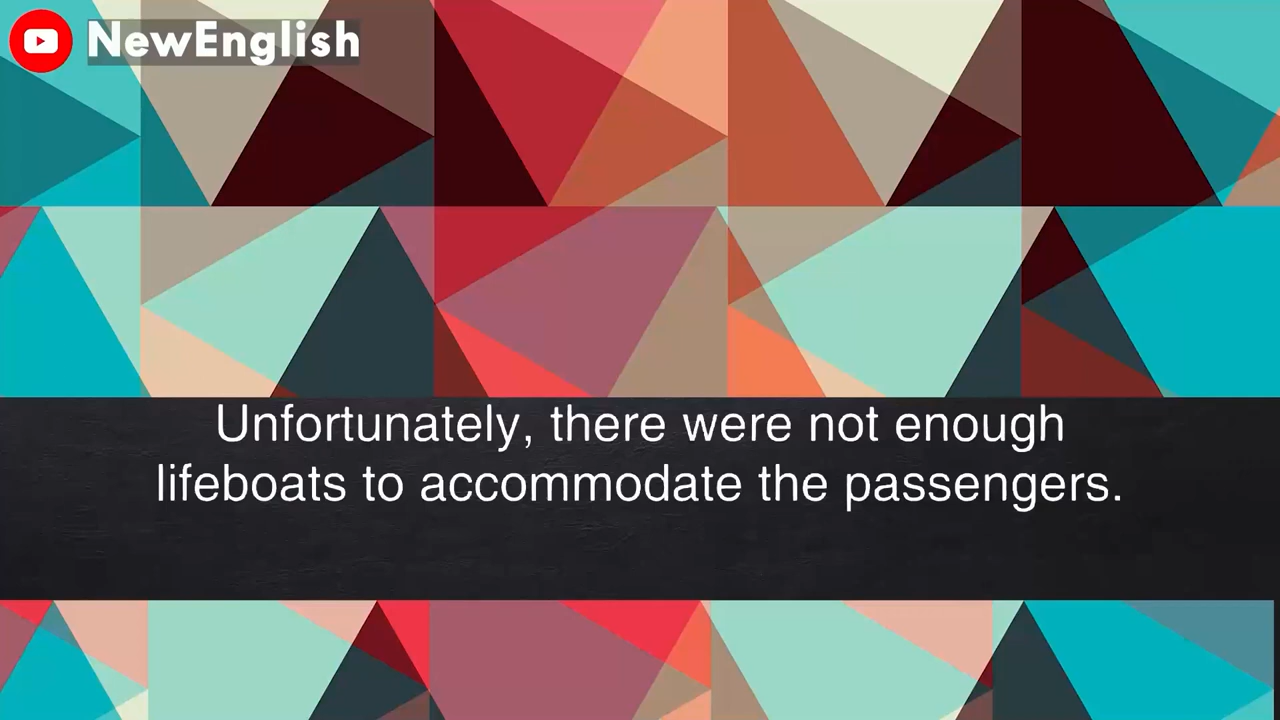 NewEnglish
Unfortunately, there were not enough
lifeboats to accommodate the passengers.